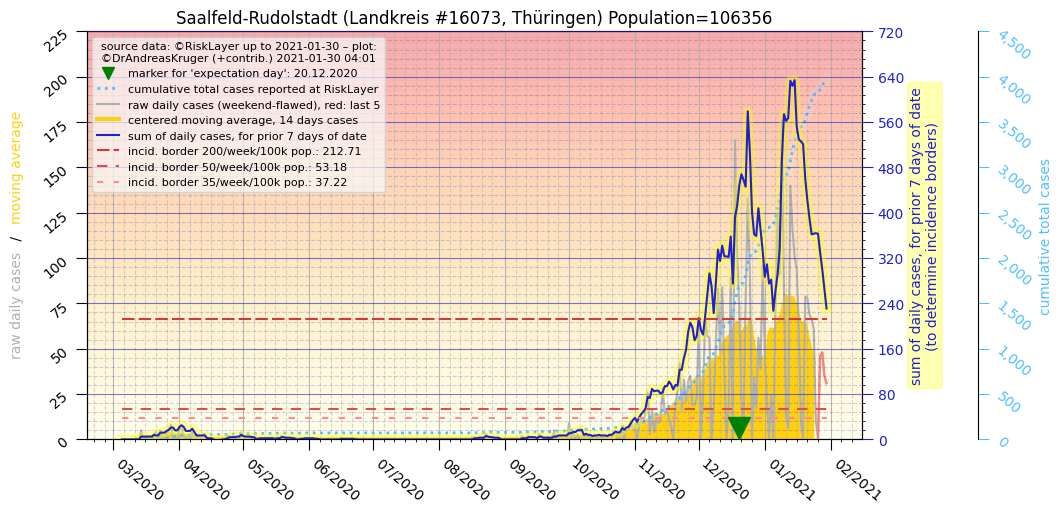 Saalfeld-Rudolstadt (Landkreis #16073, Thüringen) Population=106356
source data: ©RiskLayer up to 2021-01-30 – plot:
©DrAndreasKruger (+contrib.) 2021-01-30 04:01
marker for 'expectation day': 20.12.2020
cumulative total cases reported at RiskLayer
raw daily cases (weekend-flawed), red: last 5
centered moving average, 14 days cases
sum of daily cases, for prior 7 days of date
incid. border 200/week/100k pop.: 212.71
incid. border 50/week/100k pop.: 53.18
incid. border 35/week/100k pop.: 37.22
raw daily cases / moving average
225
200
175
150
125
100
75
50
25
0
03/2020
04/2020
05/2020
06/2020
07/2020
08/2020
09/2020
10/2020
11/2020
12/2020
01/2021
02/2021
720
640
560
480
400
320
240
160
80
0
sum of daily cases, for prior 7 days of date
(to determine incidence borders)
4,500
4,000
3,500
3,000
2,500
2,000
1,500
1,000
500
0
cumulative total cases